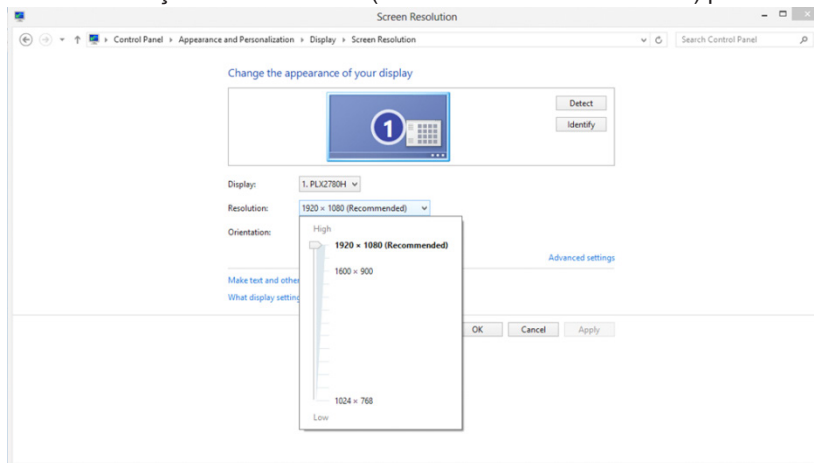 Screen Resolution
Control Panel Appearance and Personalization Display Screen Resolution
Search Control Panel
Change the appearance of your display
1
Detect
Identify
Display: 1. PLX2780H
Resolution: 1920 × 1080 (Recommended)
Orientation:
High
1920 × 1080 (Recommended)
1600 × 900
1024 × 768
Low
Advanced settings
Make text and other
What display setting
OK Cancel Apply